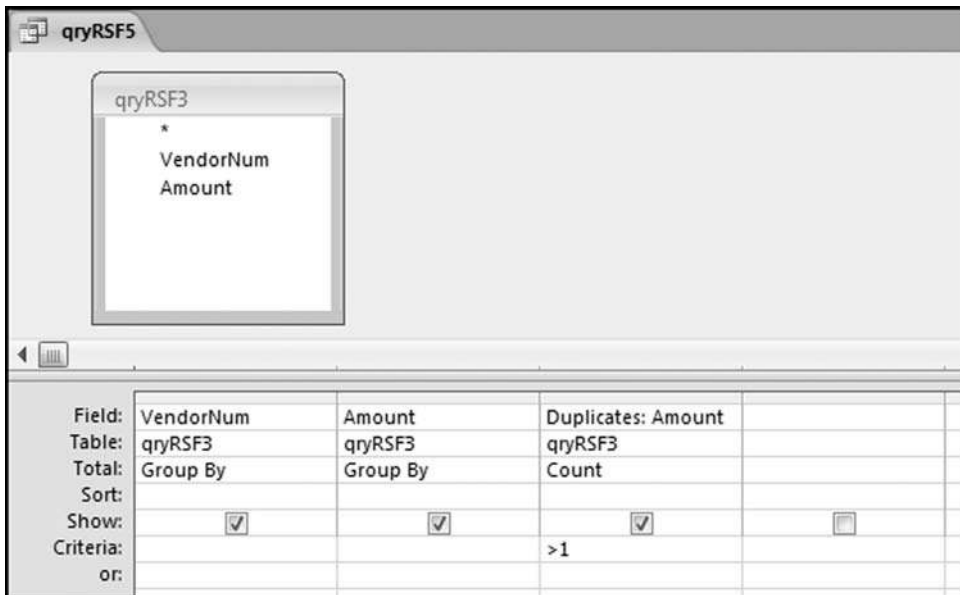 qryRSF5
qryRSF3
*
VendorNum
Amount
Field: VendorNum Amount Duplicates: Amount
Table: qryRSF3 qryRSF3 qryRSF3
Total: Group By Group By Count
Sort:
Show:
Criteria: >1
or: